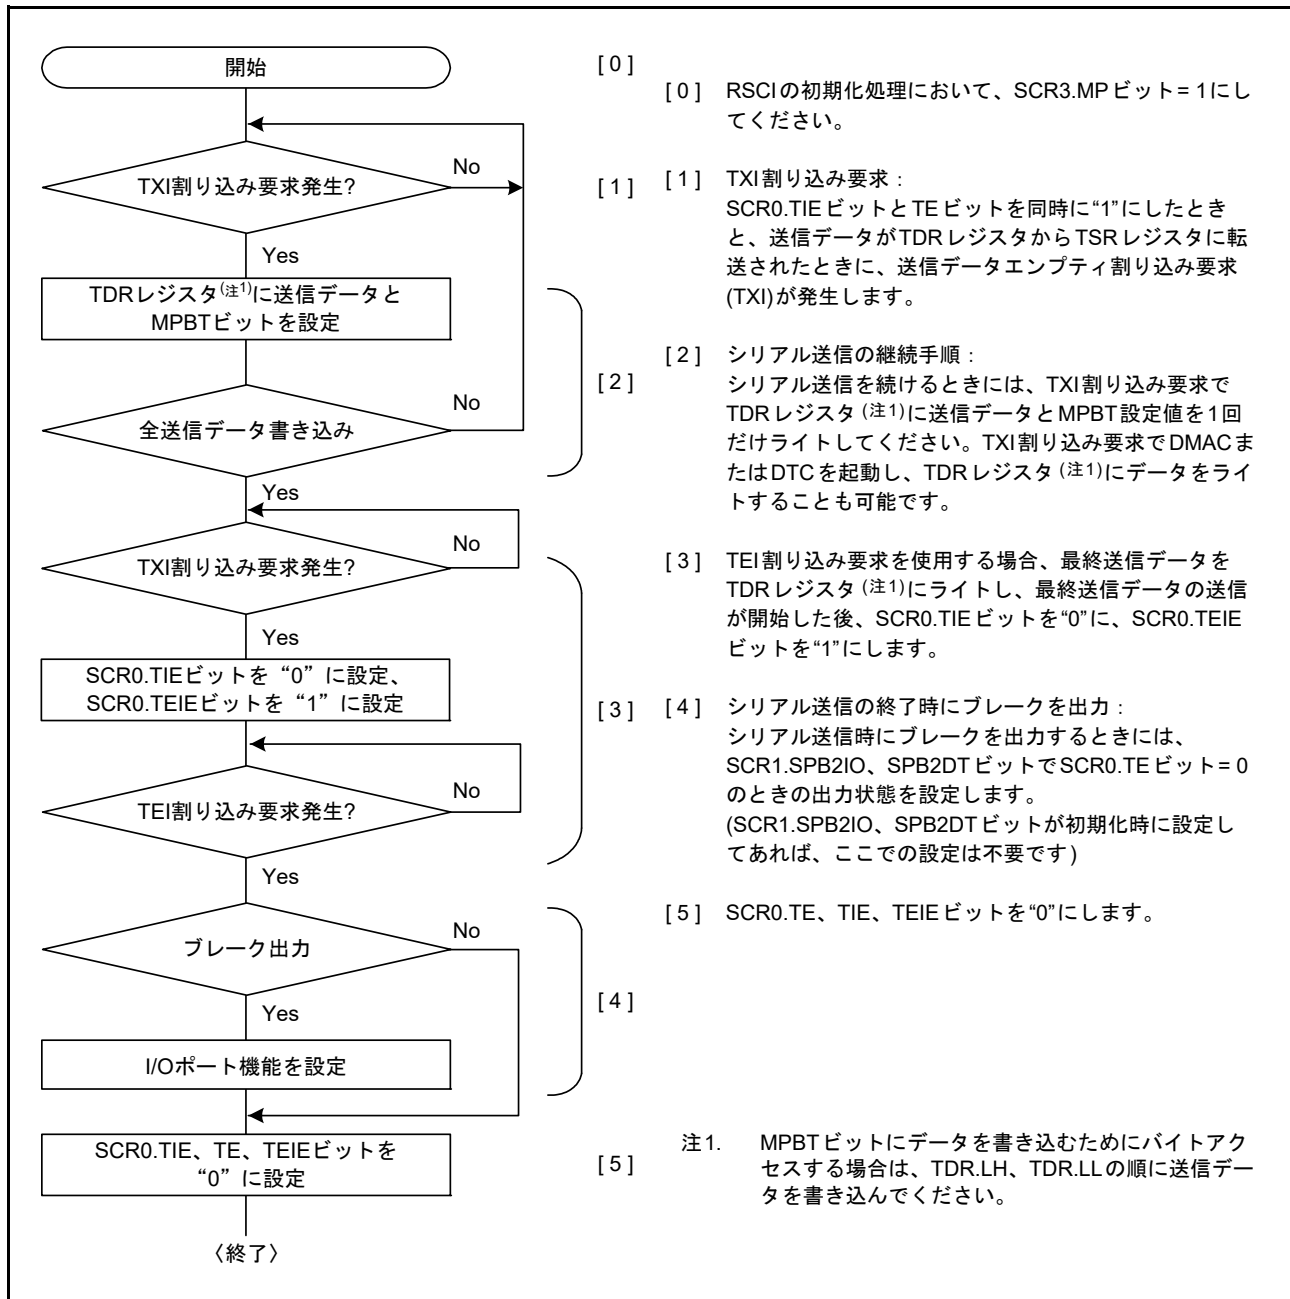 開始
TXI割り込み要求発生?
No
Yes
TDRレジスタ(注1)に送信データと
MPBTビットを設定
全送信データ書き込み
No
Yes
TXI割り込み要求発生?
No
Yes
SCR0.TIEビットを“0”に設定、
SCR0.TEIEビットを“1”に設定
TEI割り込み要求発生?
No
Yes
ブレーク出力
No
Yes
I/Oポート機能を設定
SCR0.TIE、TE、TEIEビットを
“0”に設定
〈終了〉
[ 0 ]
[ 1 ]
[ 2 ]
[ 3 ]
[ 4 ]
[ 5 ]
[ 0 ] RSCIの初期化処理において、SCR3.MPビット= 1にし
てください。
[ 1 ] TXI割り込み要求：
SCR0.TIEビットとTEビットを同時に“1”にしたとき
と、送信データがTDRレジスタからTSRレジスタに転
送されたときに、送信データエンプティ割り込み要求
(TXI)が発生します。
[ 2 ] シリアル送信の継続手順：
シリアル送信を続けるときには、TXI割り込み要求で
TDRレジスタ(注1)に送信データとMPBT設定値を1回
だけライトしてください。TXI割り込み要求でDMACま
たはDTCを起動し、TDRレジスタ(注1)にデータをライ
トすることも可能です。
[ 3 ] TEI割り込み要求を使用する場合、最終送信データを
TDRレジスタ(注1)にライトし、最終送信データの送信
が開始した後、SCR0.TIEビットを“0”に、SCR0.TEIE
ビットを“1”にします。
[ 4 ] シリアル送信の終了時にブレークを出力：
シリアル送信時にブレークを出力するときには、
SCR1.SPB2IO、SPB2DTビットでSCR0.TEビット= 0
のときの出力状態を設定します。
(SCR1.SPB2IO、SPB2DTビットが初期化時に設定し
てあれば、ここでの設定は不要です)
[ 5 ] SCR0.TE、TIE、TEIEビットを“0”にします。
注1. MPBTビットにデータを書き込むためにバイトアク
セスする場合は、TDR.LH、TDR.LLの順に送信デー
タを書き込んでください。